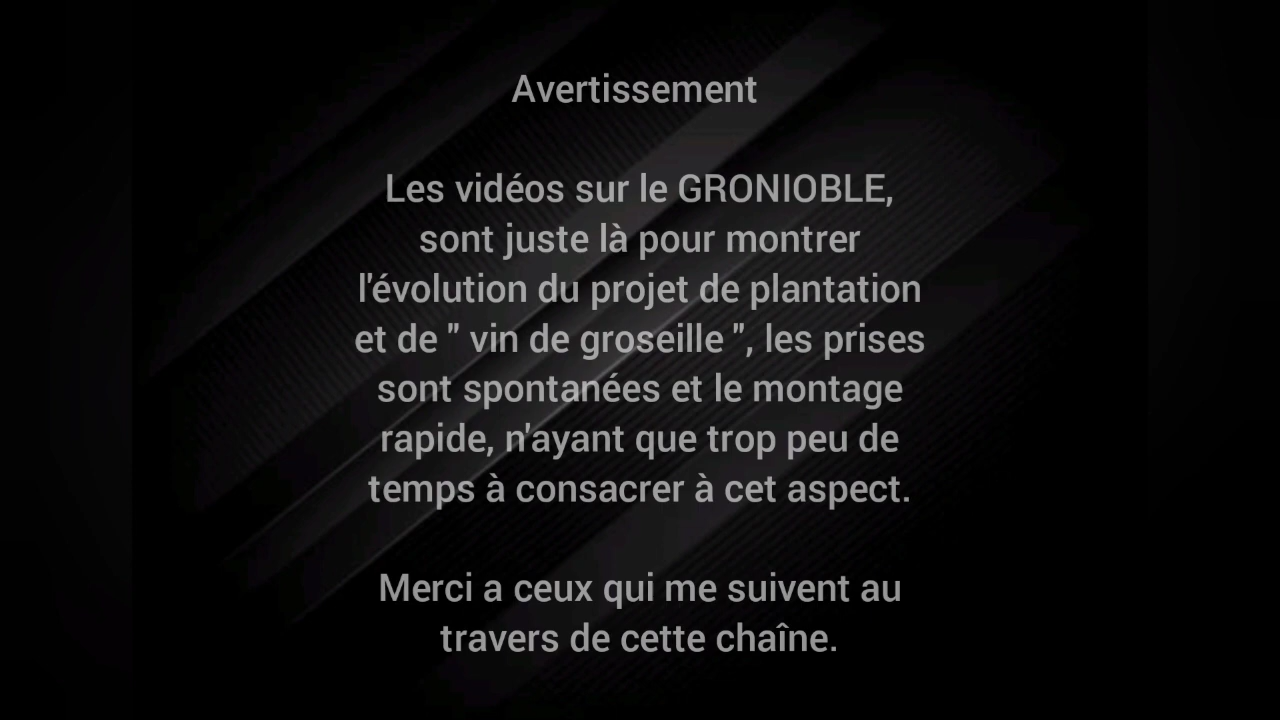 Avertissement
Les vidéos sur le GRONIOBLE,
sont juste là pour montrer
l'évolution du projet de plantation
et de " vin de groseille ", les prises
sont spontanées et le montage
rapide, n'ayant que trop peu de
temps à consacrer à cet aspect.
Merci a ceux qui me suivent au
travers de cette chaîne.